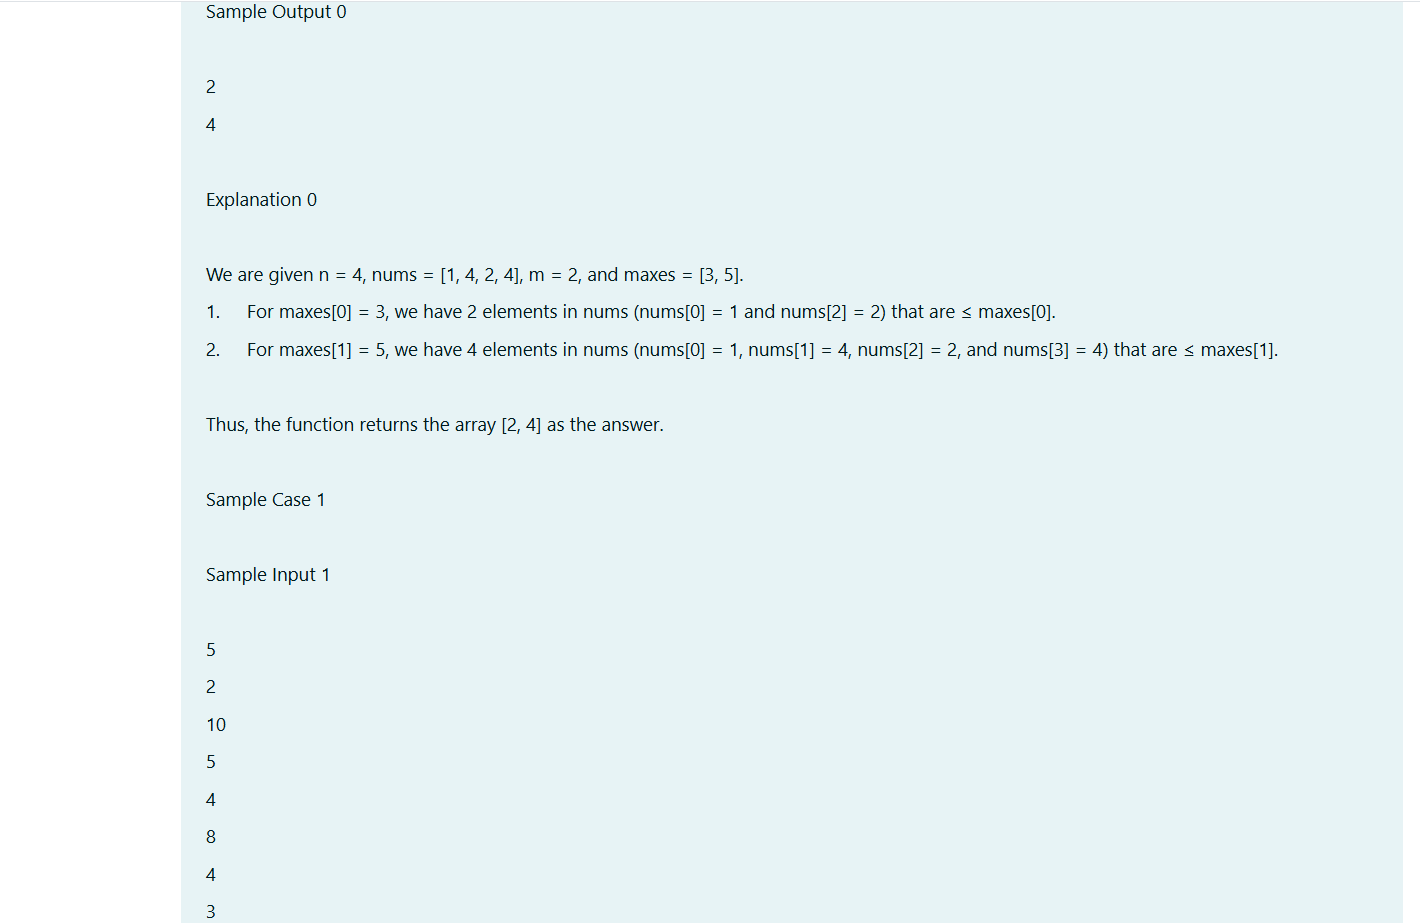 Sample Output 0
2
4
Explanation 0
We are given n = 4, nums = [1, 4, 2, 4], m = 2, and maxes = [3, 5].
1. For maxes[0] = 3, we have 2 elements in nums (nums[0] = 1 and nums[2] = 2) that are ≤ maxes[0].
2. For maxes[1] = 5, we have 4 elements in nums (nums[0] = 1, nums[1] = 4, nums[2] = 2, and nums[3] = 4) that are ≤ maxes[1].
Thus, the function returns the array [2, 4] as the answer.
Sample Case 1
Sample Input 1
5
2
10
5
4
8
4
3